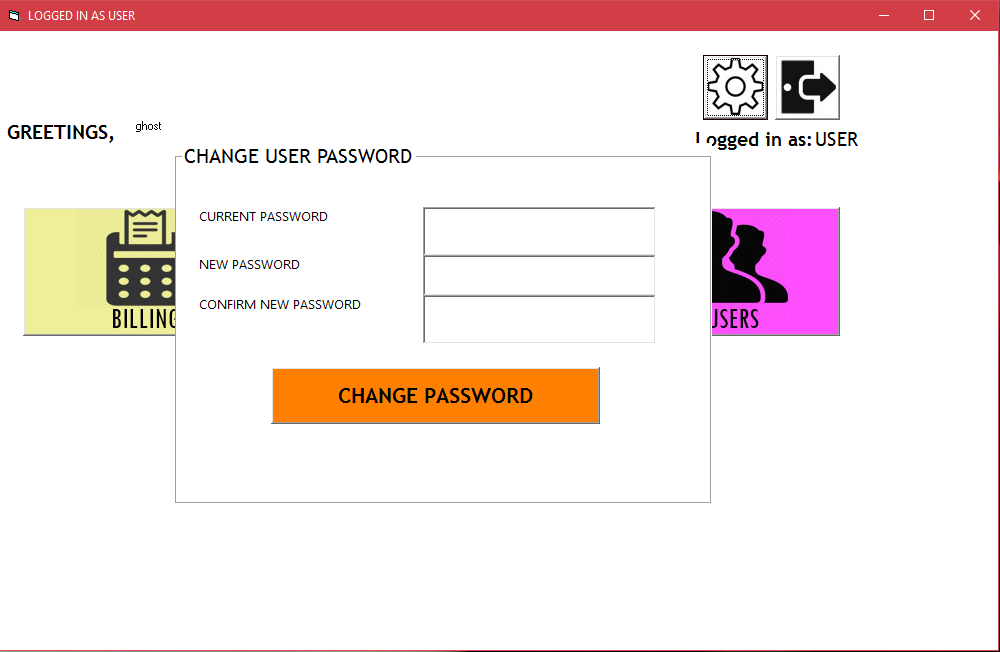 LOGGED IN AS USER
GREETINGS, ghost
Logged in as: USER
CHANGE USER PASSWORD
CURRENT PASSWORD
NEW PASSWORD
CONFIRM NEW PASSWORD
BILLING
USERS
CHANGE PASSWORD